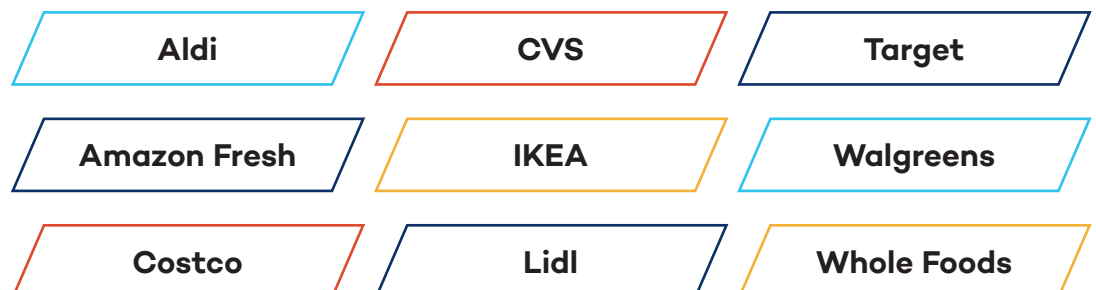 Aldi
CVS
Target
Amazon Fresh
IKEA
Walgreens
Costco
Lidl
Whole Foods